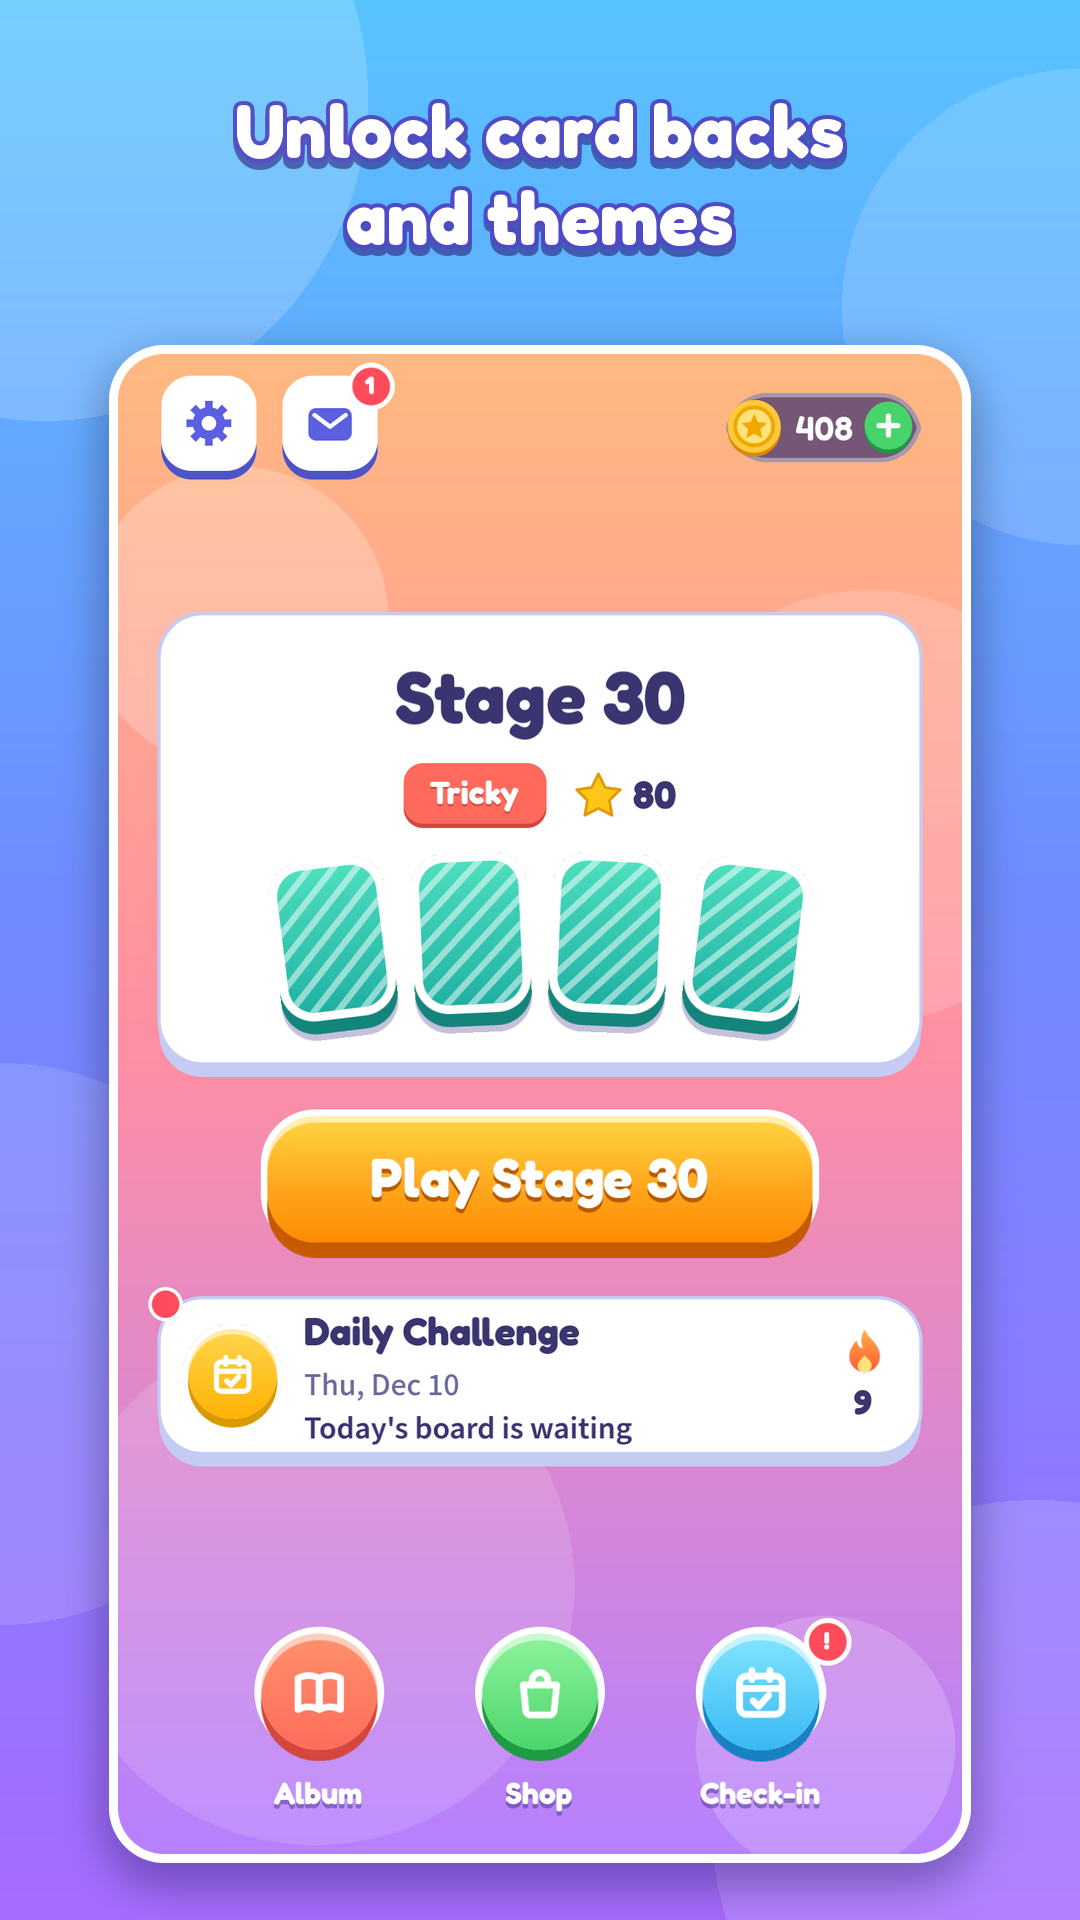 Unlock card backs
and themes
1
408
Stage 30
Tricky
80
Play Stage 30
Daily Challenge
Thu, Dec 10
Today's board is waiting
9
!
Album
Shop
Check-in